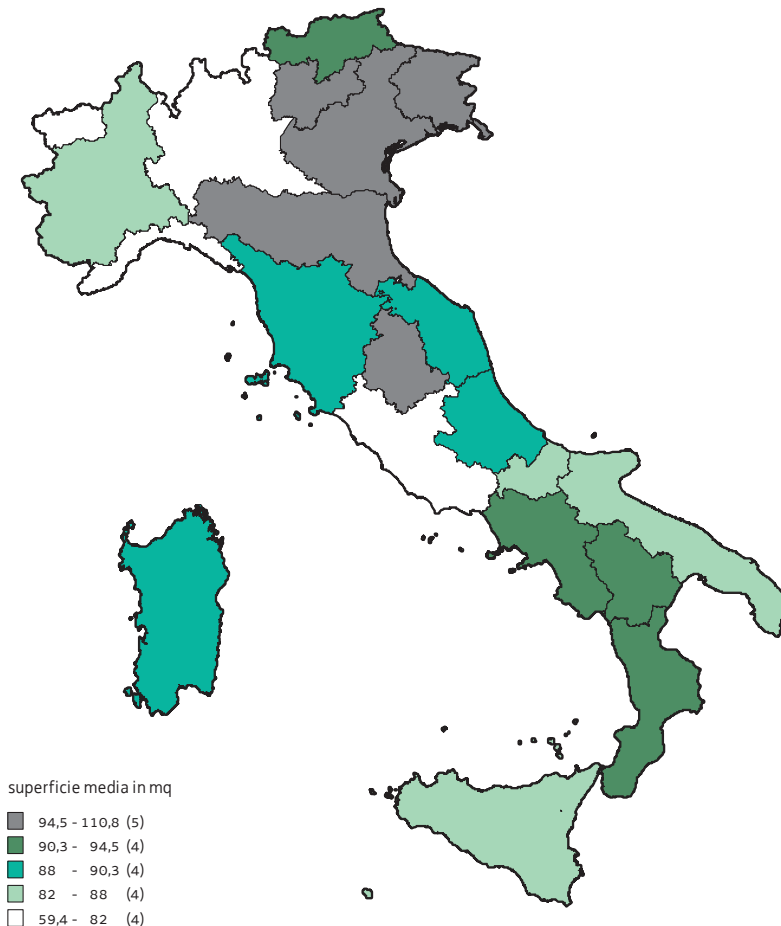 superficie media in mq
94,5 - 110,8 (5)
90,3 - 94,5 (4)
88 - 90,3 (4)
82 - 88 (4)
59,4 - 82 (4)